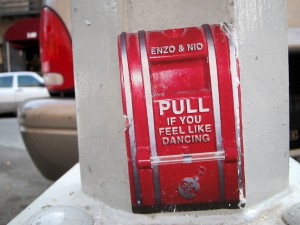 ENZO & NIO
PULL
IF YOU
FEEL LIKE
DANCING